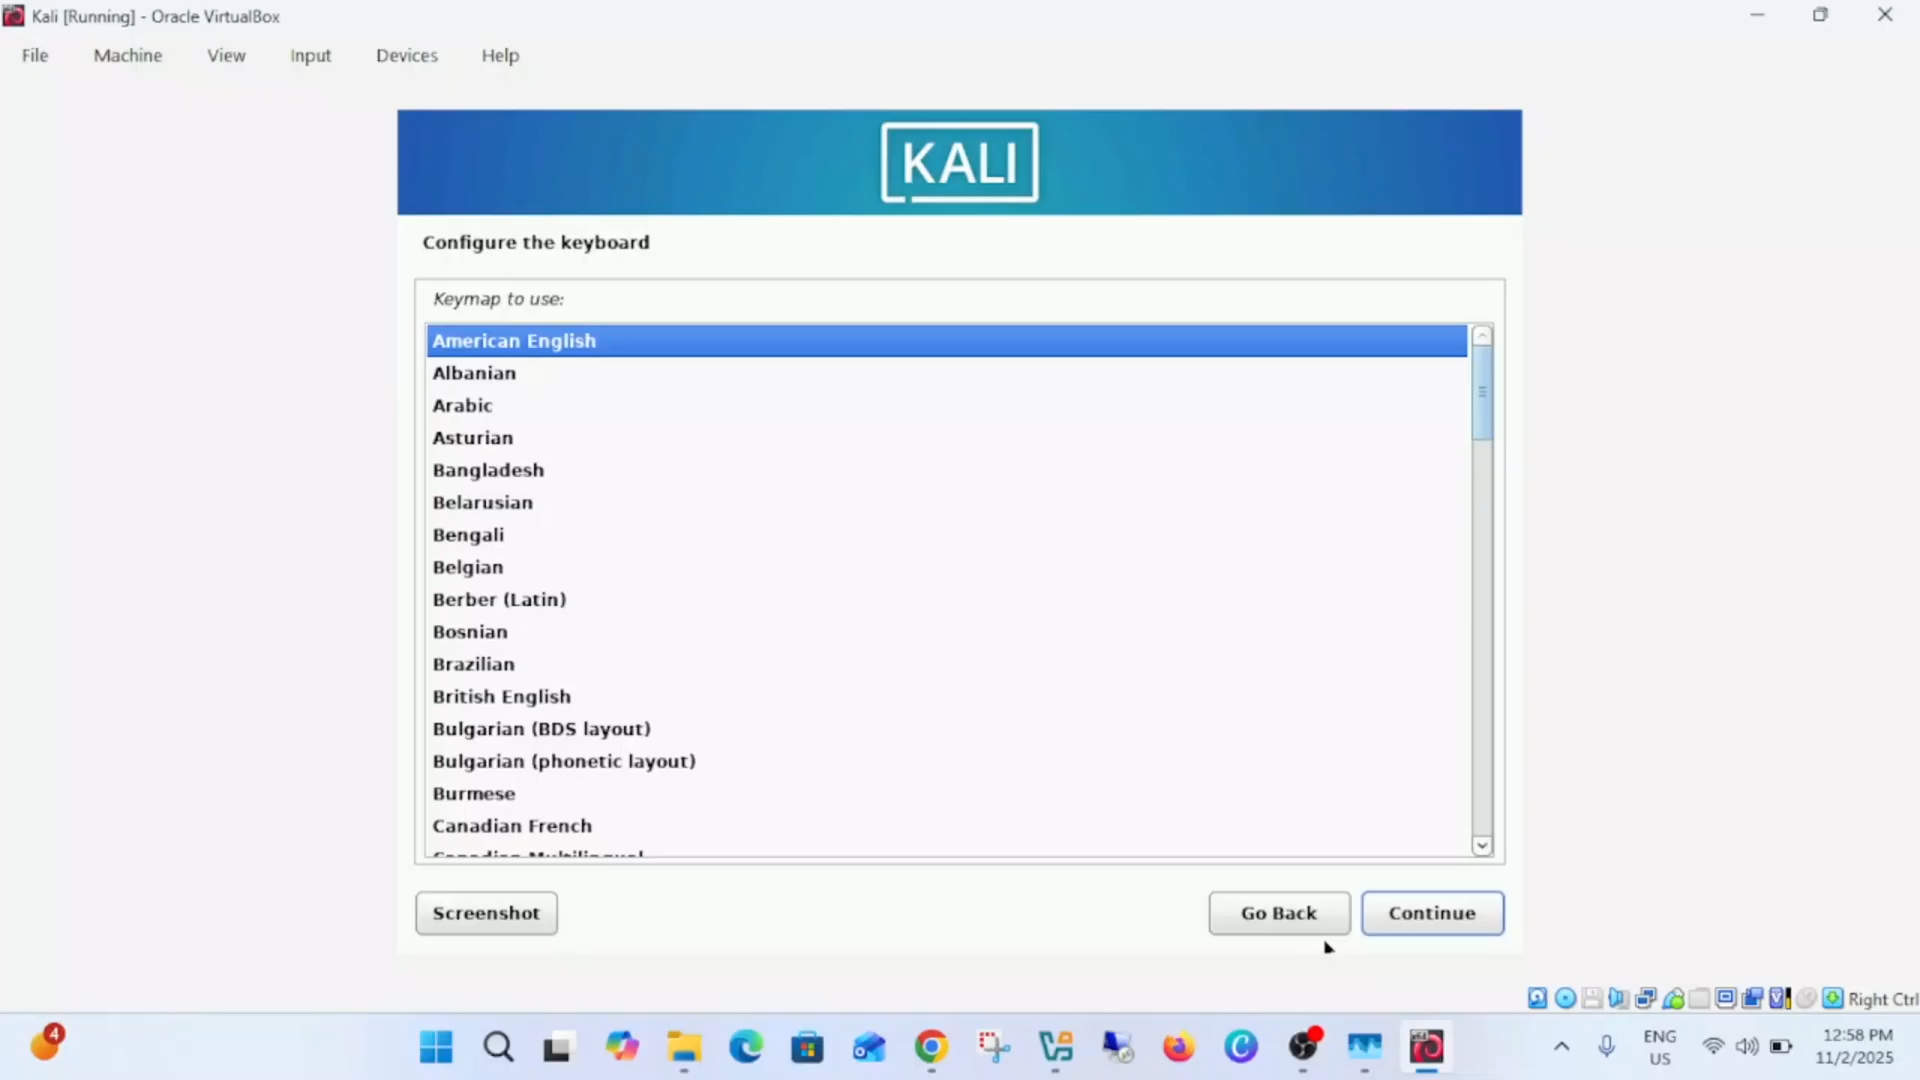 Kali [Running] - Oracle VirtualBox
File Machine View Input Devices Help
KALI
Configure the keyboard
Keymap to use:
American English
Albanian
Arabic
Asturian
Bangladesh
Belarusian
Bengali
Belgian
Berber (Latin)
Bosnian
Brazilian
British English
Bulgarian (BDS layout)
Bulgarian (phonetic layout)
Burmese
Canadian French
Canadian Multilingual
Screenshot Go Back Continue
Right Ctrl
4
ENG
US
12:58 PM
11/2/2025